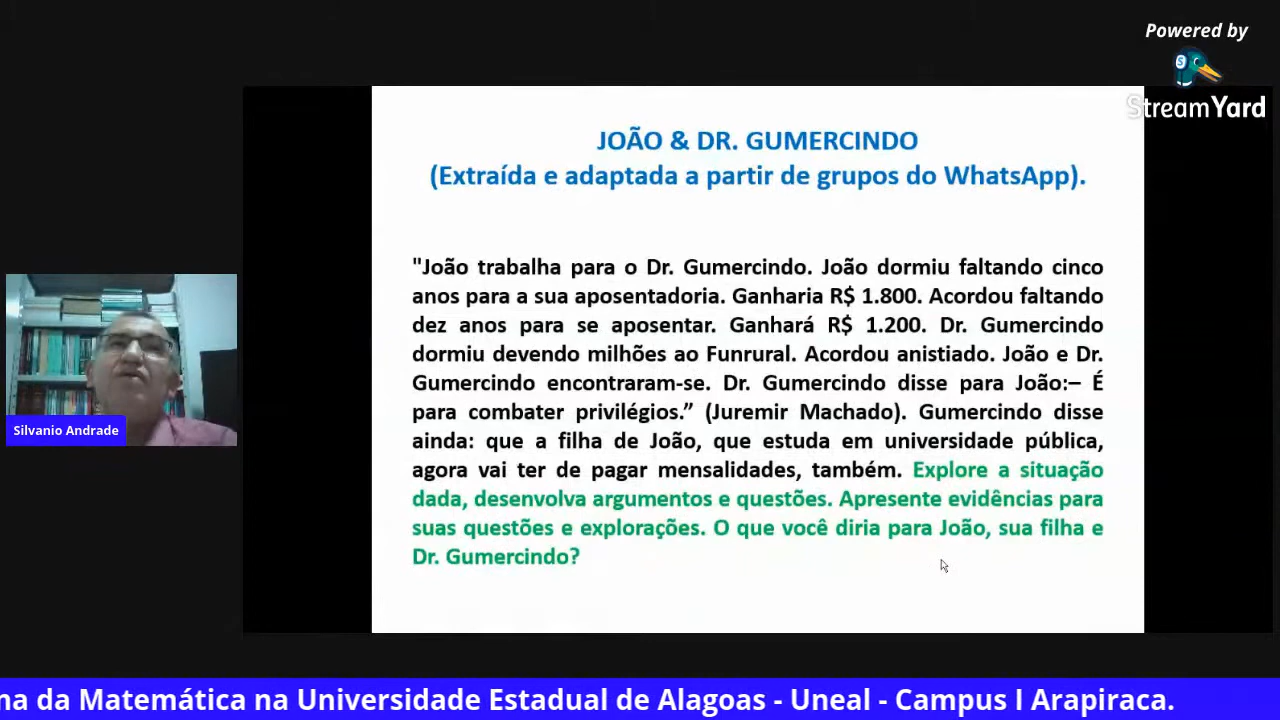 Powered by
StreamYard
JOÃO & DR. GUMERCINDO
(Extraída e adaptada a partir de grupos do WhatsApp).
"João trabalha para o Dr. Gumercindo. João dormiu faltando cinco
anos para a sua aposentadoria. Ganharia R$ 1.800. Acordou faltando
dez anos para se aposentar. Ganhará R$ 1.200. Dr. Gumercindo
dormiu devendo milhões ao Funrural. Acordou anistiado. João e Dr.
Gumercindo encontraram-se. Dr. Gumercindo disse para João:– É
para combater privilégios.” (Juremir Machado). Gumercindo disse
ainda: que a filha de João, que estuda em universidade pública,
agora vai ter de pagar mensalidades, também. Explore a situação
dada, desenvolva argumentos e questões. Apresente evidências para
suas questões e explorações. O que você diria para João, sua filha e
Dr. Gumercindo?
Silvanio Andrade
na da Matemática na Universidade Estadual de Alagoas - Uneal - Campus I Arapiraca.